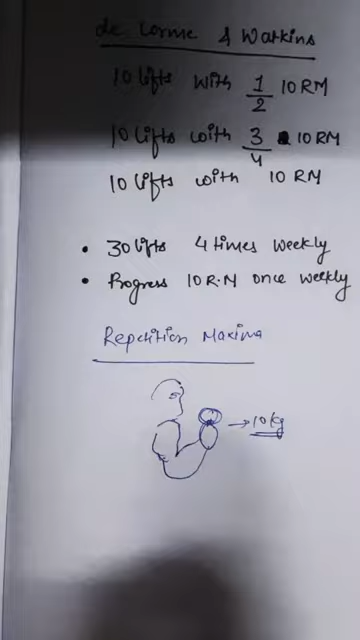 de Lorme & Watkins
10 lifts with 1/2 10 RM
10 lifts with 3/4 10 RM
10 lifts with 10 RM
• 30 lifts 4 times weekly
• Progress 10 R.M once weekly
Repetition Maxima
→ 10 kg